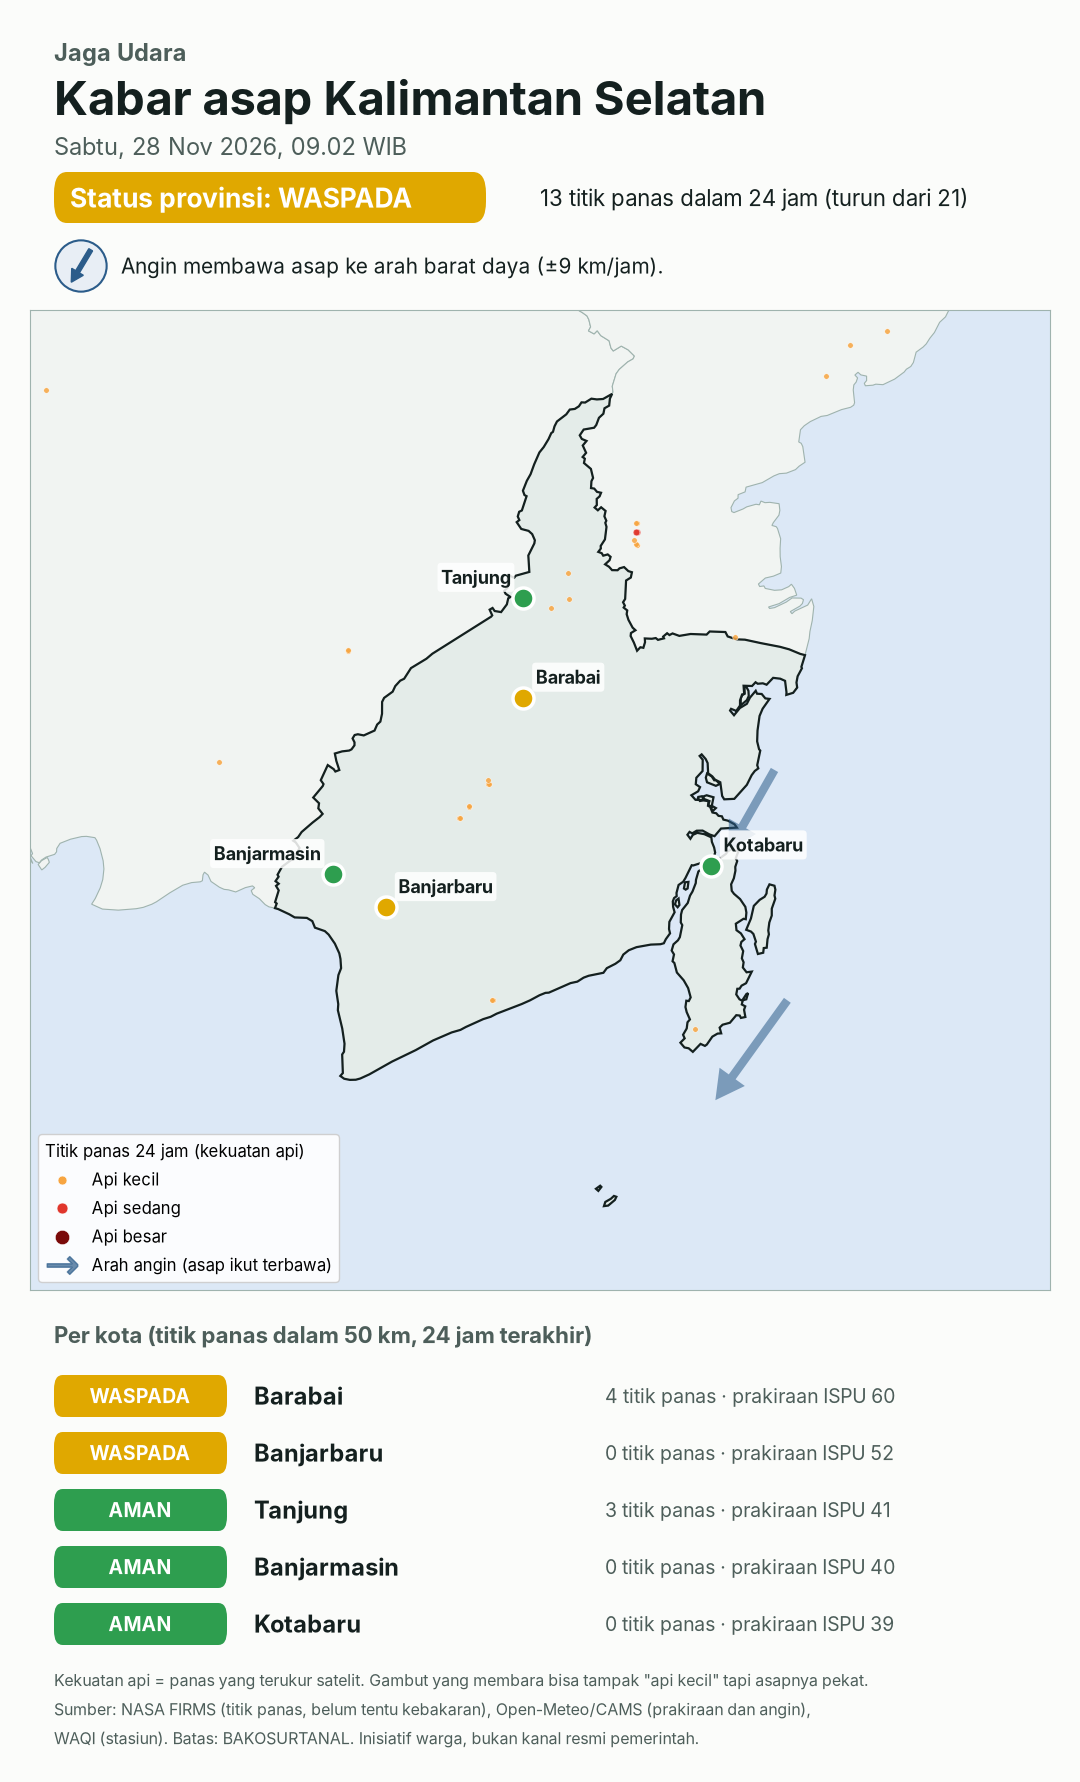 Jaga Udara
Kabar asap Kalimantan Selatan
Sabtu, 28 Nov 2026, 09.02 WIB
Status provinsi: WASPADA
13 titik panas dalam 24 jam (turun dari 21)
Angin membawa asap ke arah barat daya (±9 km/jam).
Tanjung
Barabai
Kotabaru
Banjarmasin
Banjarbaru
Titik panas 24 jam (kekuatan api)
Api kecil
Api sedang
Api besar
Arah angin (asap ikut terbawa)
Per kota (titik panas dalam 50 km, 24 jam terakhir)
WASPADA Barabai 4 titik panas · prakiraan ISPU 60
WASPADA Banjarbaru 0 titik panas · prakiraan ISPU 52
AMAN Tanjung 3 titik panas · prakiraan ISPU 41
AMAN Banjarmasin 0 titik panas · prakiraan ISPU 40
AMAN Kotabaru 0 titik panas · prakiraan ISPU 39
Kekuatan api = panas yang terukur satelit. Gambut yang membara bisa tampak "api kecil" tapi asapnya pekat.
Sumber: NASA FIRMS (titik panas, belum tentu kebakaran), Open-Meteo/CAMS (prakiraan dan angin),
WAQI (stasiun). Batas: BAKOSURTANAL. Inisiatif warga, bukan kanal resmi pemerintah.